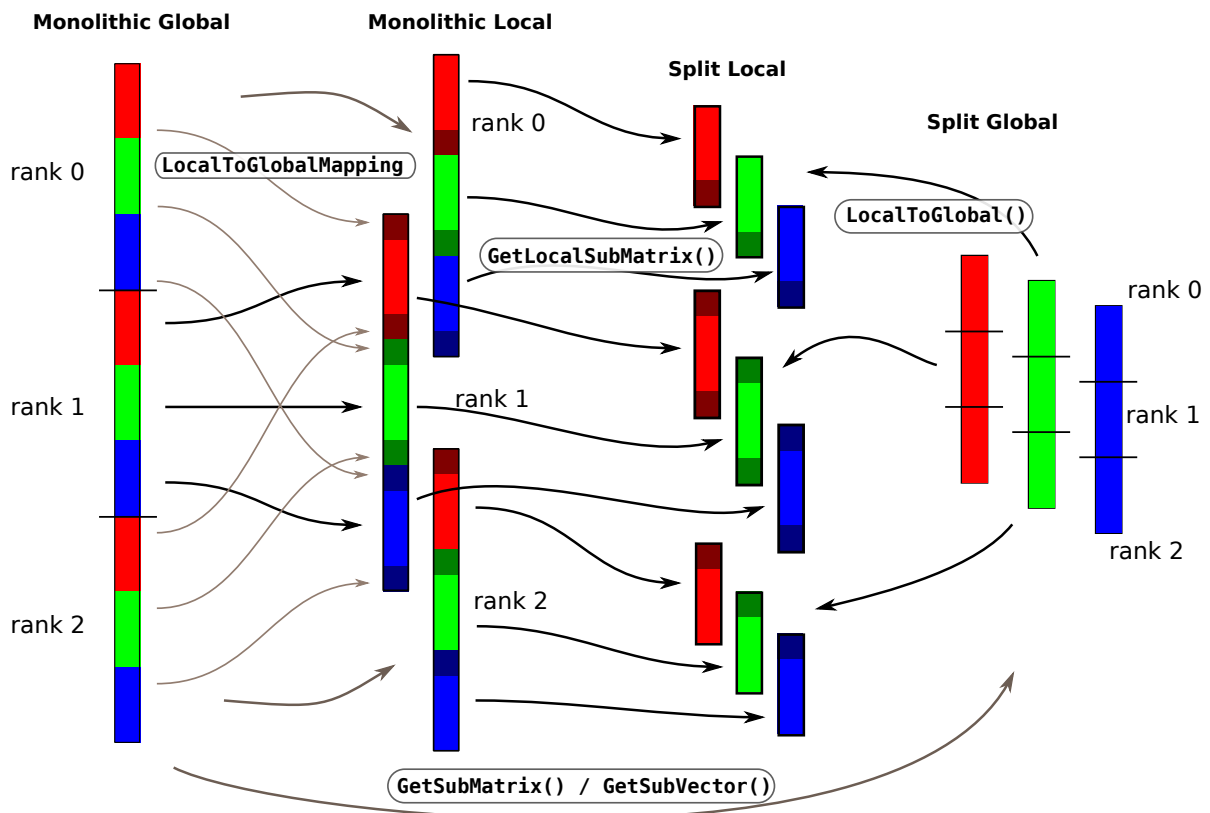 Monolithic Global
Monolithic Local
Split Local
Split Global
rank 0
LocalToGlobalMapping
rank 0
LocalToGlobal()
GetLocalSubMatrix()
rank 0
rank 1
rank 1
rank 1
rank 2
rank 2
rank 2
GetSubMatrix() / GetSubVector()